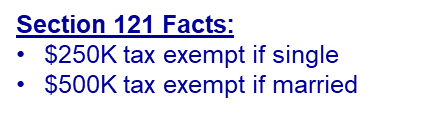 Section 121 Facts:
• $250K tax exempt if single
• $500K tax exempt if married